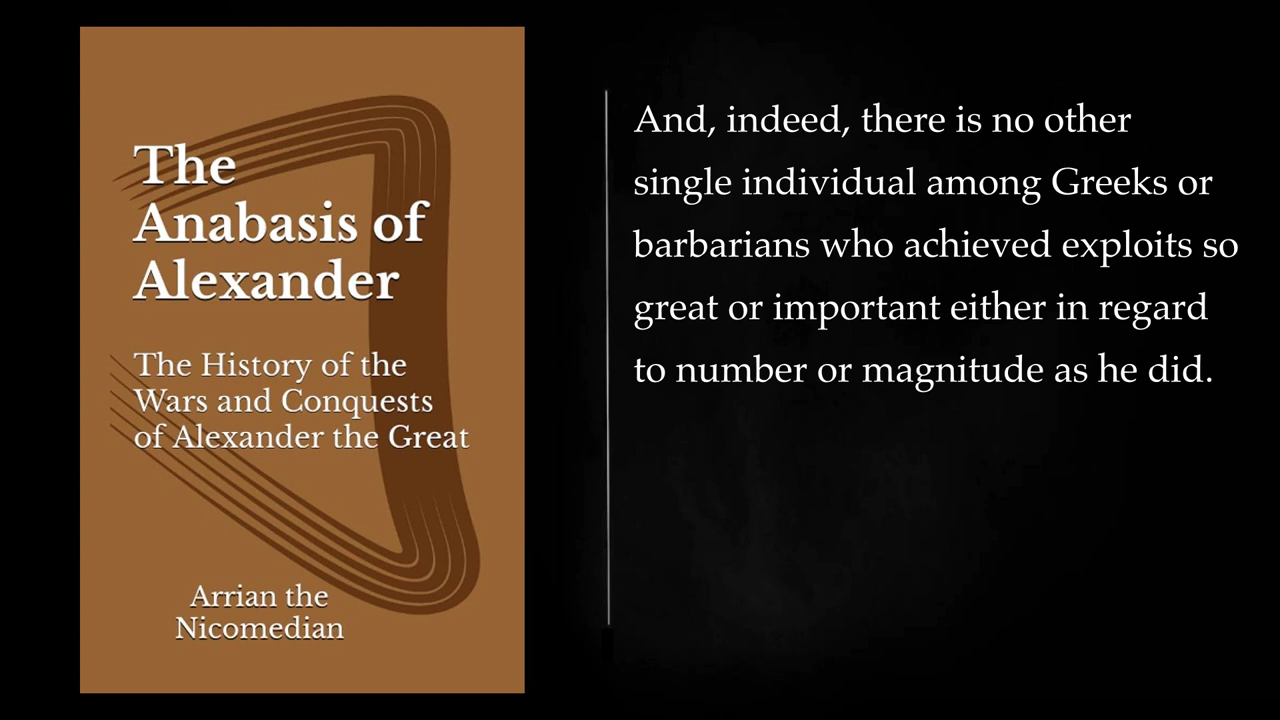 The
Anabasis of
Alexander
The History of the
Wars and Conquests
of Alexander the Great
Arrian the
Nicomedian
And, indeed, there is no other
single individual among Greeks or
barbarians who achieved exploits so
great or important either in regard
to number or magnitude as he did.